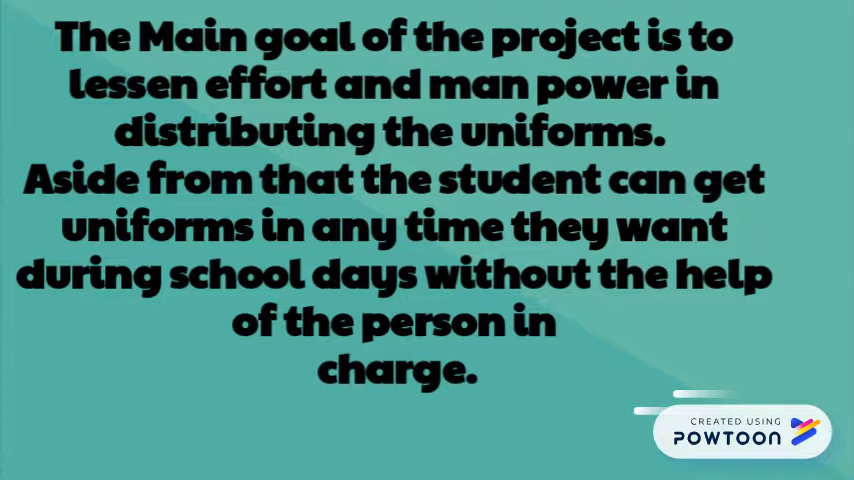 The Main goal of the project is to
lessen effort and man power in
distributing the uniforms.
Aside from that the student can get
uniforms in any time they want
during school days without the help
of the person in
charge.
CREATED USING
POWTOON